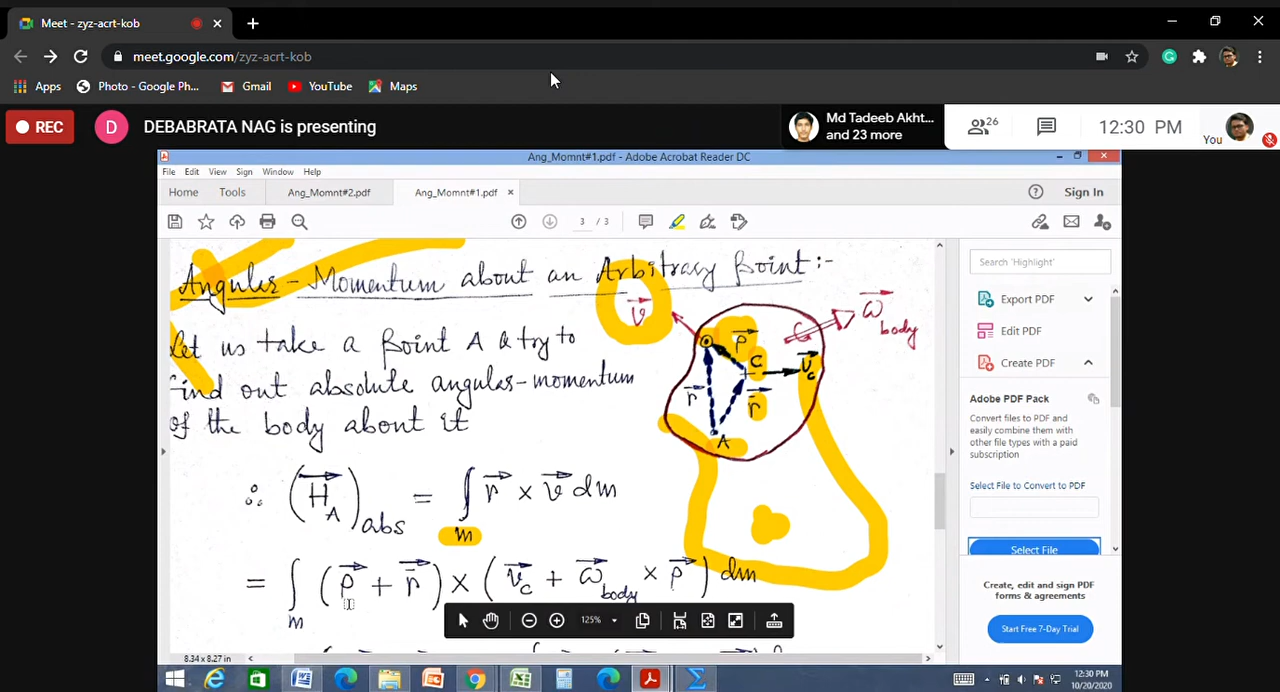 Meet - zyz-acrt-kob
meet.google.com/zyz-acrt-kob
Apps Photo - Google Ph... Gmail YouTube Maps
REC D DEBABRATA NAG is presenting
Md Tadeeb Akht...
and 23 more
26
12:30 PM
You
Ang_Momnt#1.pdf - Adobe Acrobat Reader DC
File Edit View Sign Window Help
Home Tools Ang_Momnt#2.pdf Ang_Momnt#1.pdf × Sign In
3 / 3
Search 'Highlight'
Export PDF
Edit PDF
Create PDF
Adobe PDF Pack
Convert files to PDF and
easily combine them with
other file types with a paid
subscription
Select File to Convert to PDF
Select File
Create, edit and sign PDF
forms & agreements
Start Free 7-Day Trial
Angular-Momentum about an Arbitrary Point:-
Let us take a Point A & try to
find out absolute angular-momentum
of the body about it
v⃗
ρ⃗
ω⃗ body
C
v⃗c
r⃗
r̄⃗
A
∴ (H⃗_A)abs = ∫m r⃗ × v⃗ dm
= ∫m (ρ⃗ + r̄⃗) × (v⃗c + ω⃗body × ρ⃗) dm
125%
8.34 x 8.27 in
12:30 PM
10/20/2020